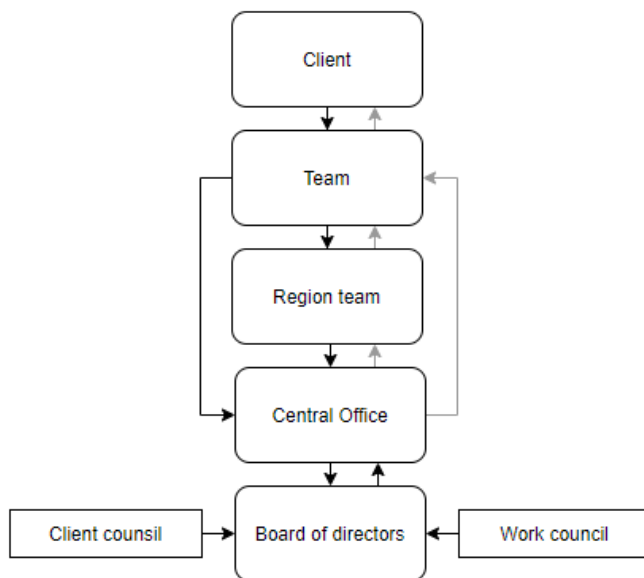 Client
Team
Region team
Central Office
Client counsil
Board of directors
Work council